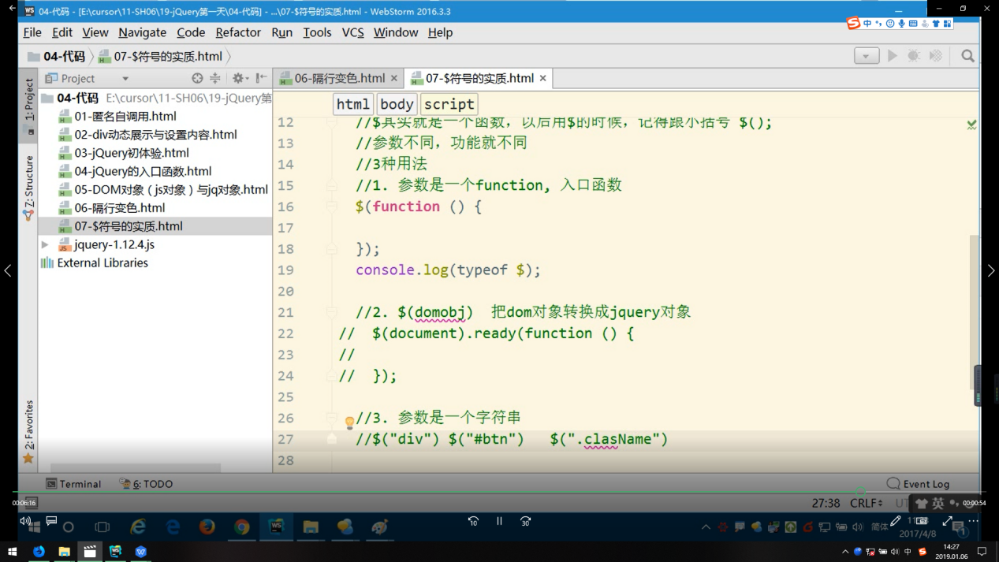 04-代码 - [E:\cursor\11-SH06\19-jQuery第一天\04-代码] - ...\07-$符号的实质.html - WebStorm 2016.3.3
中
File Edit View Navigate Code Refactor Run Tools VCS Window Help
04-代码 07-$符号的实质.html
Project
06-隔行变色.html
07-$符号的实质.html
1: Project
Z: Structure
2: Favorites
04-代码 E:\cursor\11-SH06\19-jQuery第
01-匿名自调用.html
02-div动态展示与设置内容.html
03-jQuery初体验.html
04-jQuery的入口函数.html
05-DOM对象（js对象）与jq对象.html
06-隔行变色.html
07-$符号的实质.html
jquery-1.12.4.js
External Libraries
html body script
12 //$其实就是一个函数，以后用$的时候，记得跟小括号 $();
13 //参数不同，功能就不同
14 //3种用法
15 //1. 参数是一个function, 入口函数
16 $(function () {
17
18 });
19 console.log(typeof $);
20
21 //2. $(domobj) 把dom对象转换成jquery对象
22 // $(document).ready(function () {
23 //
24 // });
25
26 //3. 参数是一个字符串
27 //$("div") $("#btn") $(".clasName")
28
Terminal 6: TODO Event Log
00:06:16
27:38 CRLF
英
00:00:54
10
30
简体
2017/4/8
中
14:27
2019.01.06